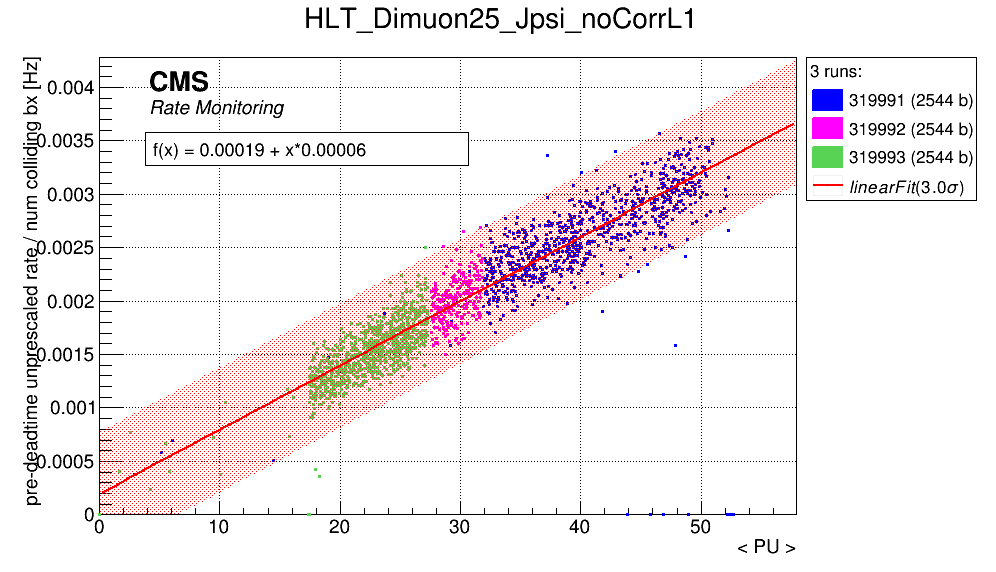 HLT_Dimuon25_Jpsi_noCorrL1
pre-deadtime unprescaled rate / num colliding bx [Hz]
CMS
Rate Monitoring
f(x) = 0.00019 + x*0.00006
0.004
0.0035
0.003
0.0025
0.002
0.0015
0.001
0.0005
0
0 10 20 30 40 50
< PU >
3 runs:
319991 (2544 b)
319992 (2544 b)
319993 (2544 b)
linearFit(3.0σ)